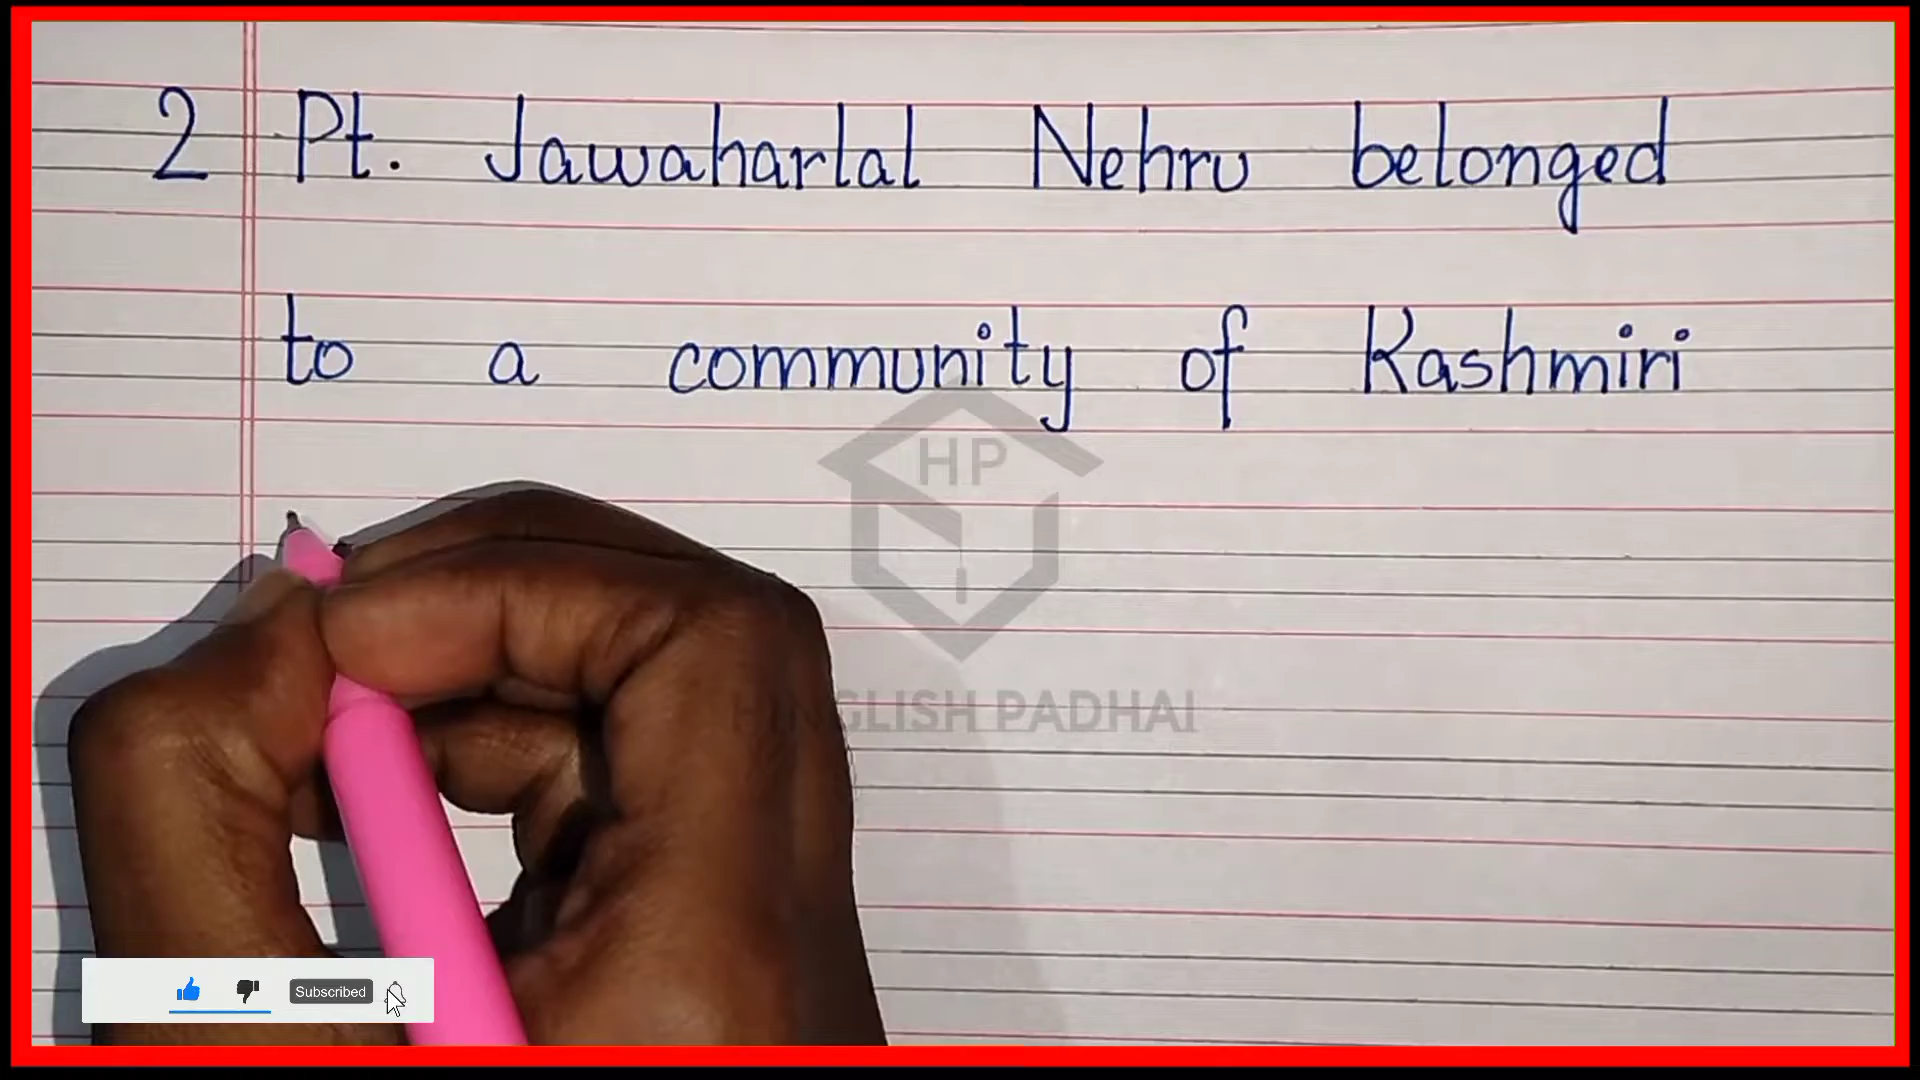 2 Pt. Jawaharlal Nehru belonged
to a community of Kashmiri
HP
I
HINGLISH PADHAI
Subscribed